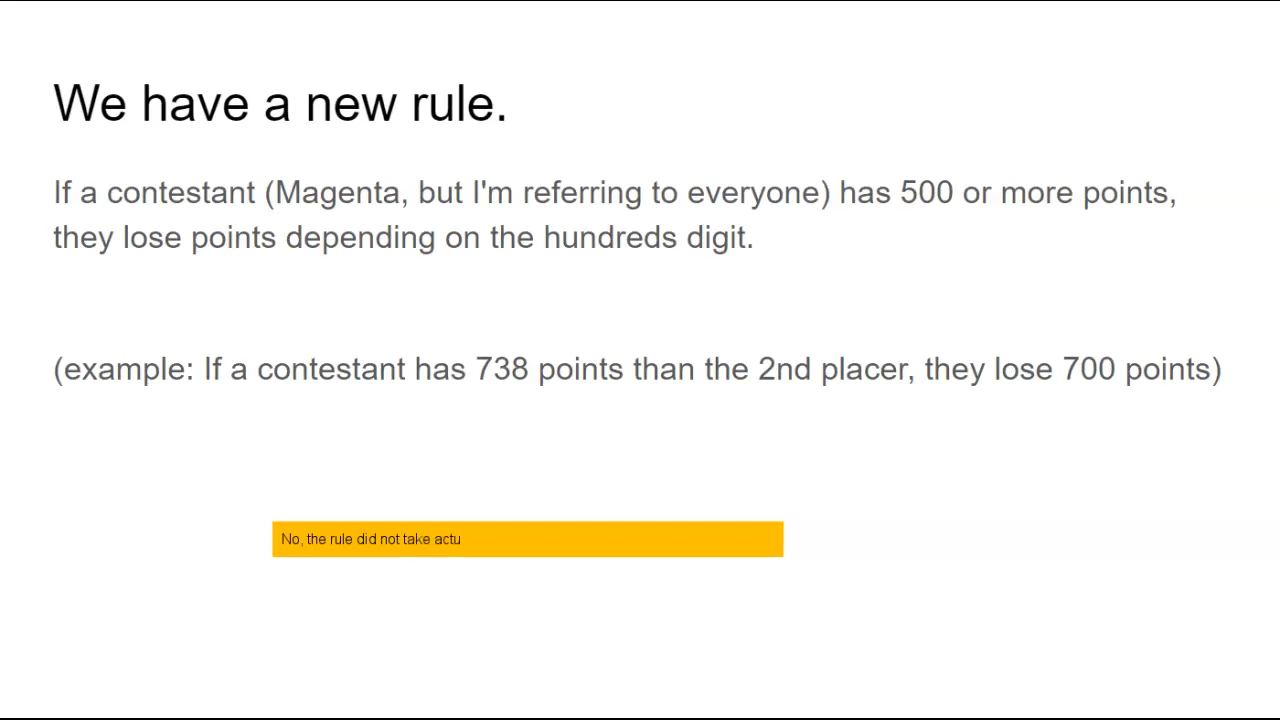 We have a new rule.
If a contestant (Magenta, but I'm referring to everyone) has 500 or more points,
they lose points depending on the hundreds digit.
(example: If a contestant has 738 points than the 2nd placer, they lose 700 points)
No, the rule did not take actu